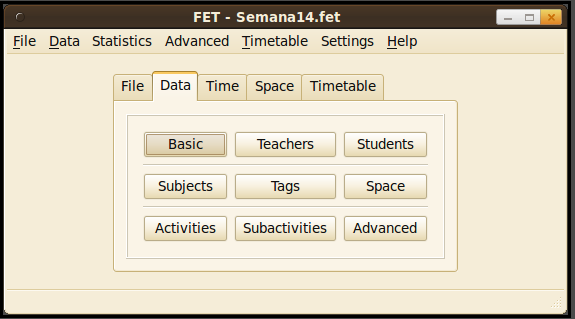 FET - Semana14.fet
File Data Statistics Advanced Timetable Settings Help
File Data Time Space Timetable
Basic Teachers Students
Subjects Tags Space
Activities Subactivities Advanced